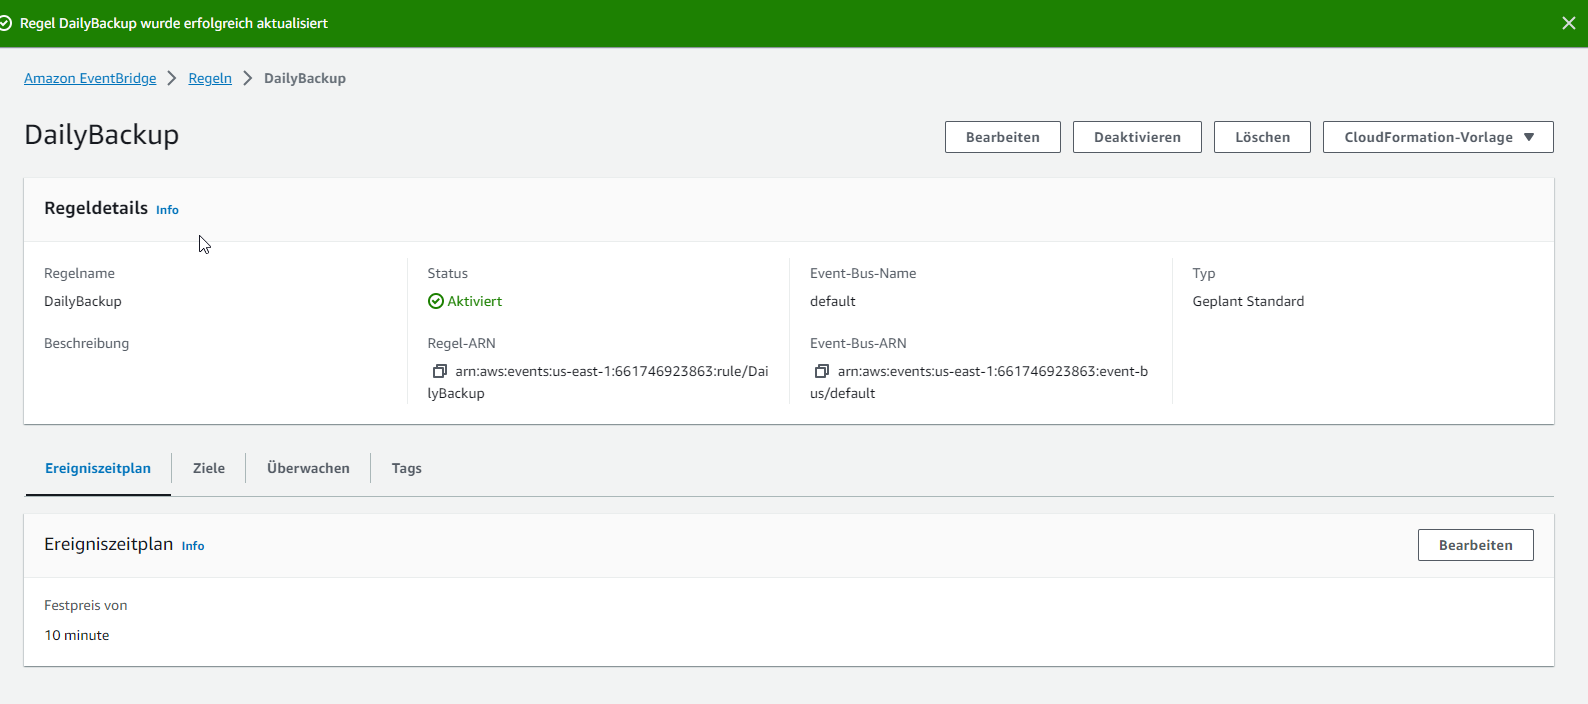 Regel DailyBackup wurde erfolgreich aktualisiert
Amazon EventBridge > Regeln > DailyBackup
DailyBackup
Bearbeiten
Deaktivieren
Löschen
CloudFormation-Vorlage
Regeldetails Info
Regelname
DailyBackup
Beschreibung
Status
Aktiviert
Regel-ARN
arn:aws:events:us-east-1:661746923863:rule/Dai
lyBackup
Event-Bus-Name
default
Event-Bus-ARN
arn:aws:events:us-east-1:661746923863:event-b
us/default
Typ
Geplant Standard
Ereigniszeitplan
Ziele
Überwachen
Tags
Ereigniszeitplan Info
Bearbeiten
Festpreis von
10 minute